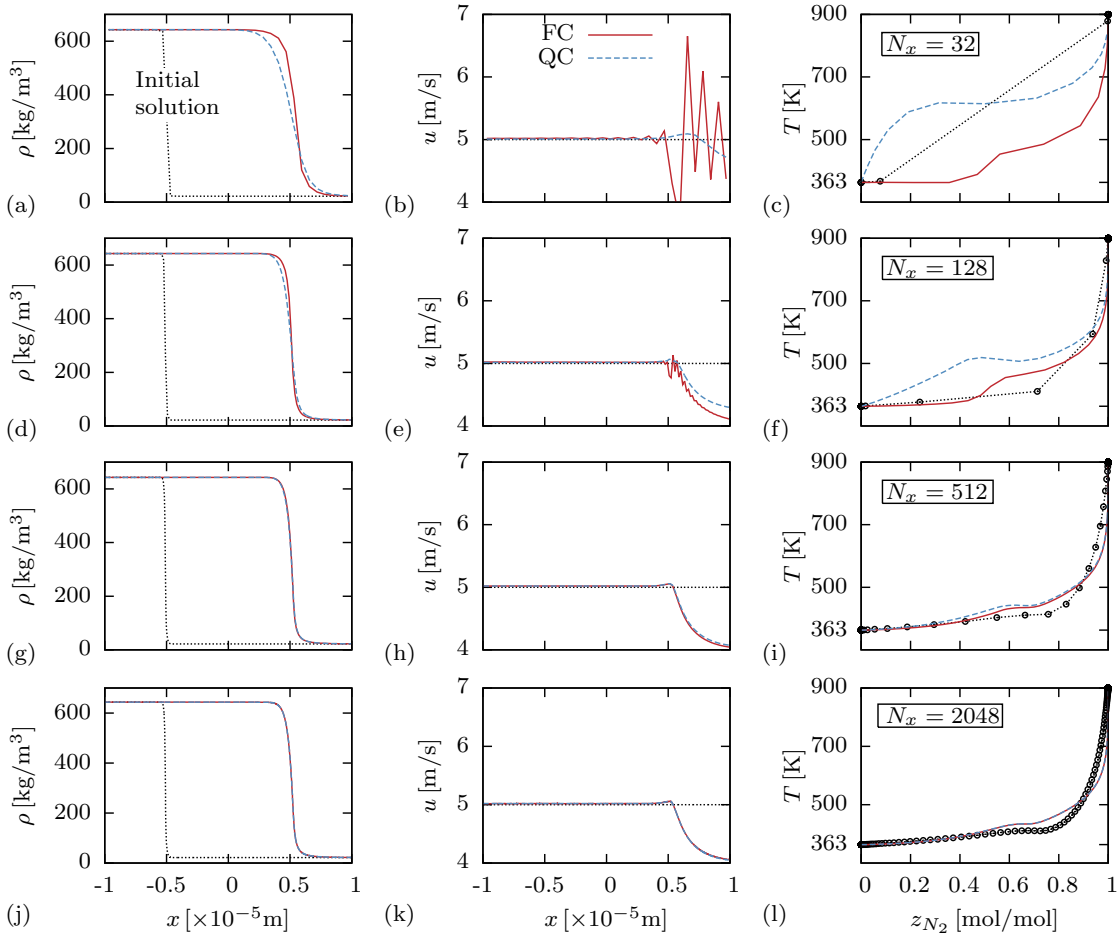 600
400
200
0
ρ [kg/m³]
Initial
solution
(a)
7
6
5
4
u [m/s]
FC
QC
(b)
900
700
500
363
T [K]
N_x = 32
(c)
600
400
200
0
ρ [kg/m³]
(d)
7
6
5
4
u [m/s]
(e)
900
700
500
363
T [K]
N_x = 128
(f)
600
400
200
0
ρ [kg/m³]
(g)
7
6
5
4
u [m/s]
(h)
900
700
500
363
T [K]
N_x = 512
(i)
600
400
200
0
ρ [kg/m³]
-1 -0.5 0 0.5 1
(j)
x [×10⁻⁵m]
7
6
5
4
u [m/s]
-1 -0.5 0 0.5 1
(k)
x [×10⁻⁵m]
900
700
500
363
T [K]
N_x = 2048
0 0.2 0.4 0.6 0.8 1
(l)
z_{N_2} [mol/mol]